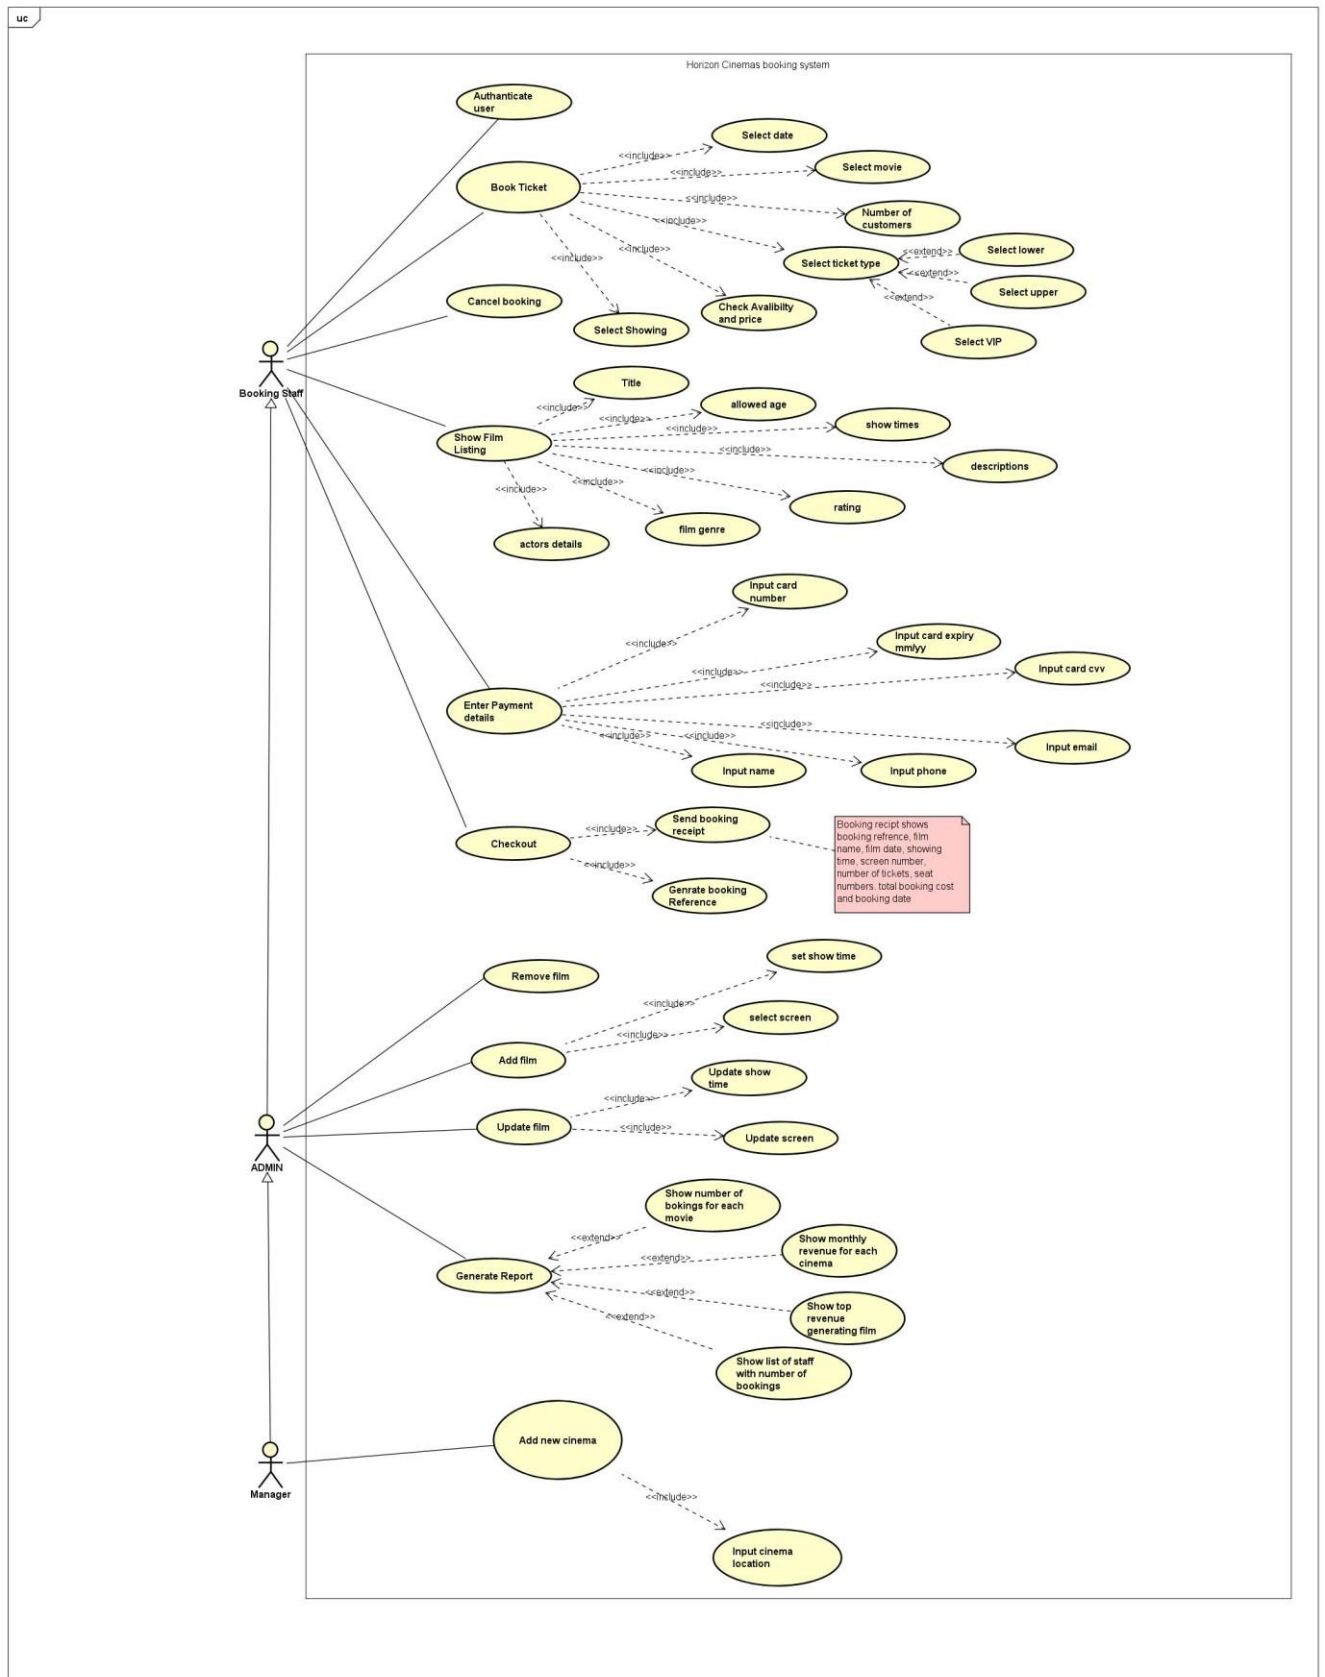 uc
Horizon Cinemas booking system
Authanticate
user
Select date
<<include>>
Select movie
<<include>>
Book Ticket
<<include>>
Number of
customers
<<include>>
Select lower
<<extend>>
Select ticket type
<<include>>
<<include>>
<<extend>>
Select upper
<<extend>>
Cancel booking
Check Avalibilty
and price
Select Showing
Select VIP
Booking Staff
Title
<<include>>
allowed age
<<include>>
show times
<<include>>
Show Film
Listing
<<include>>
descriptions
<<include>>
<<include>>
<<include>>
rating
film genre
actors details
Input card
number
<<include>>
Input card expiry
mm/yy
Input card cvv
<<include>>
<<include>>
Enter Payment
details
<<include>>
<<include>>
<<include>>
Input email
Input name
Input phone
Send booking
receipt
<<include>>
Checkout
<<include>>
Genrate booking
Reference
Booking recipt shows
booking refrence, film
name, film date, showing
time, screen number,
number of tickets, seat
numbers. total booking cost
and booking date
set show time
Remove film
<<include>>
select screen
<<include>>
Add film
Update show
time
<<include>>
Update film
<<include>>
Update screen
ADMIN
Show number of
bokings for each
movie
<<extend>>
Show monthly
revenue for each
cinema
<<extend>>
Generate Report
<<extend>>
Show top
revenue
generating film
<<extend>>
Show list of staff
with number of
bookings
Add new cinema
Manager
<<include>>
Input cinema
location